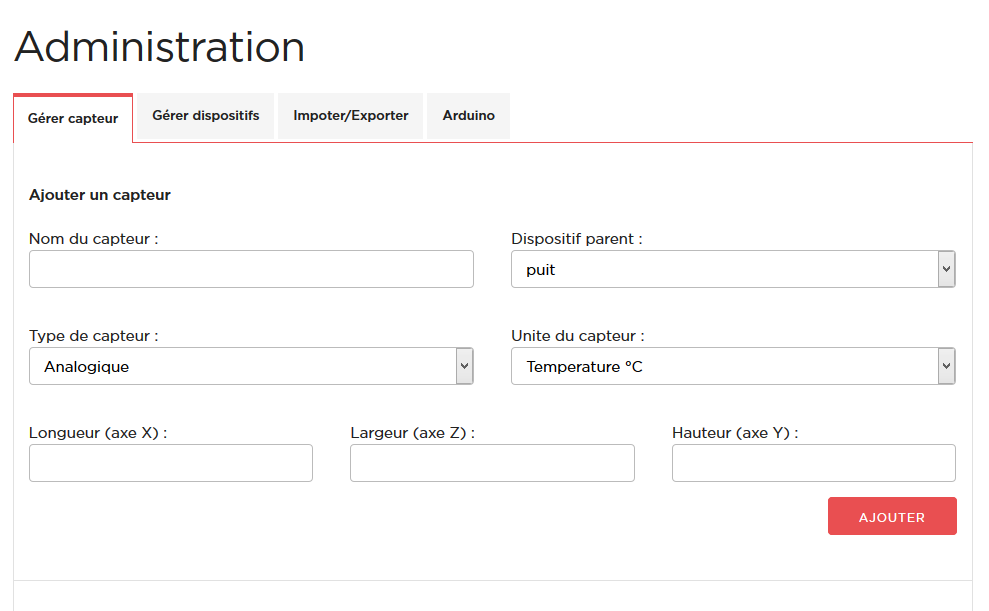 Administration
Gérer capteur Gérer dispositifs Impoter/Exporter Arduino
Ajouter un capteur
Nom du capteur : Dispositif parent :
puit
Type de capteur : Unite du capteur :
Analogique Temperature °C
Longueur (axe X) : Largeur (axe Z) : Hauteur (axe Y) :
AJOUTER